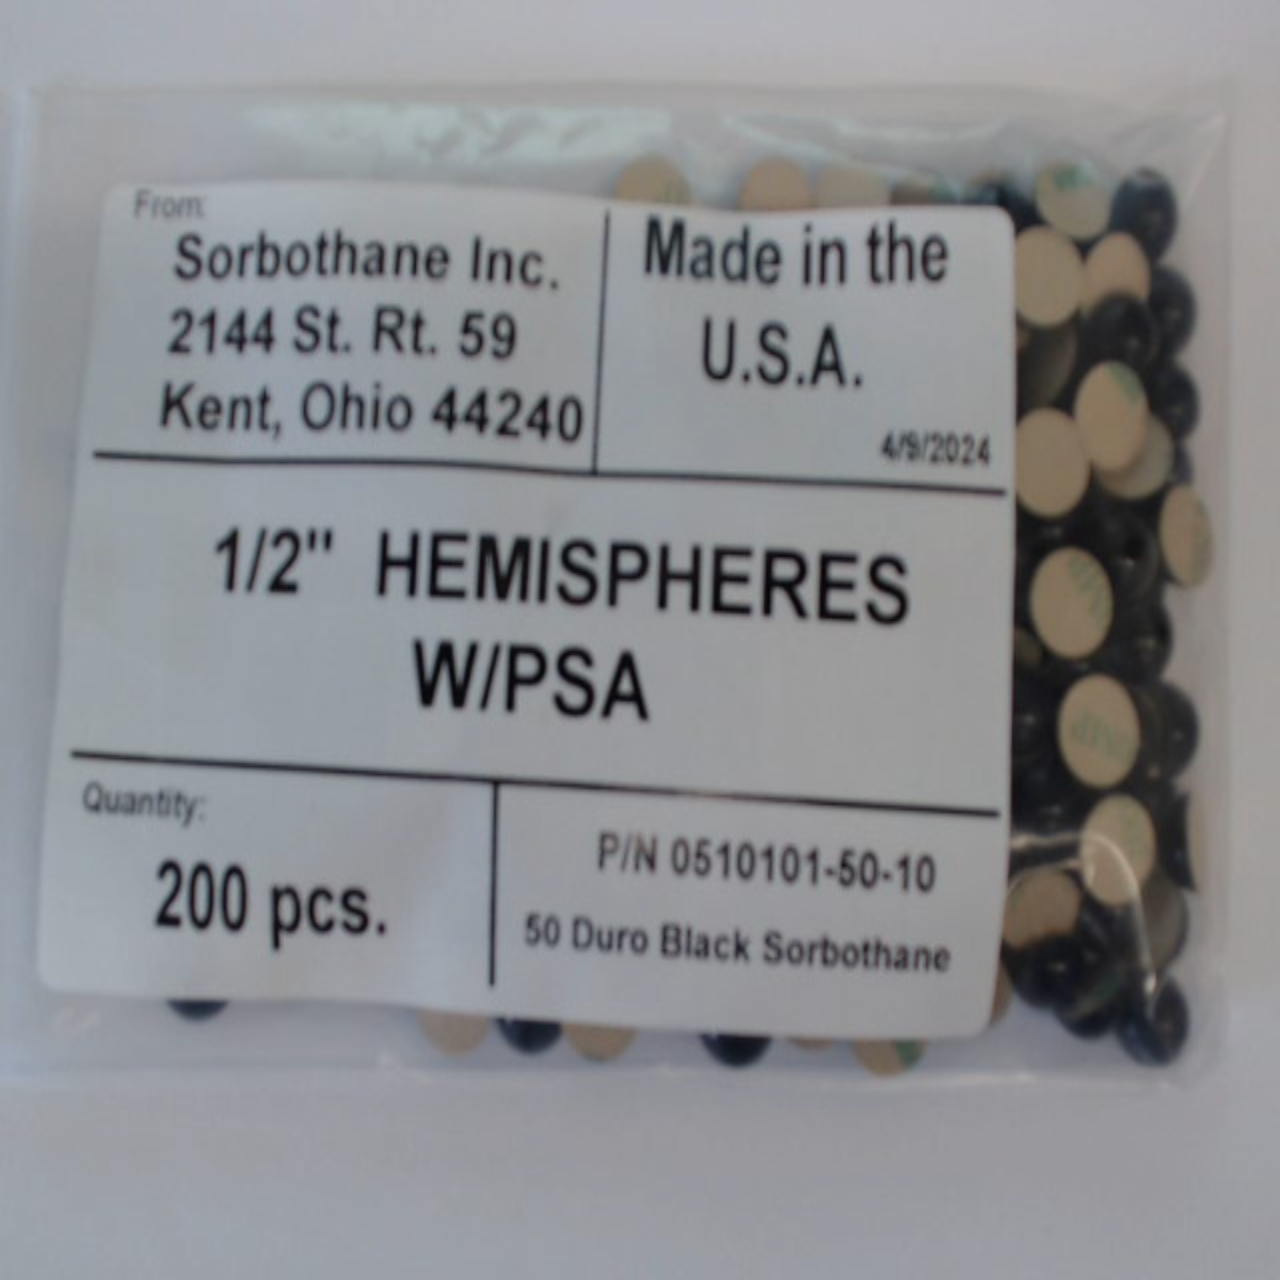 From:
Sorbothane Inc.
2144 St. Rt. 59
Kent, Ohio 44240
Made in the
U.S.A.
4/9/2024
1/2" HEMISPHERES
W/PSA
Quantity:
200 pcs.
P/N 0510101-50-10
50 Duro Black Sorbothane